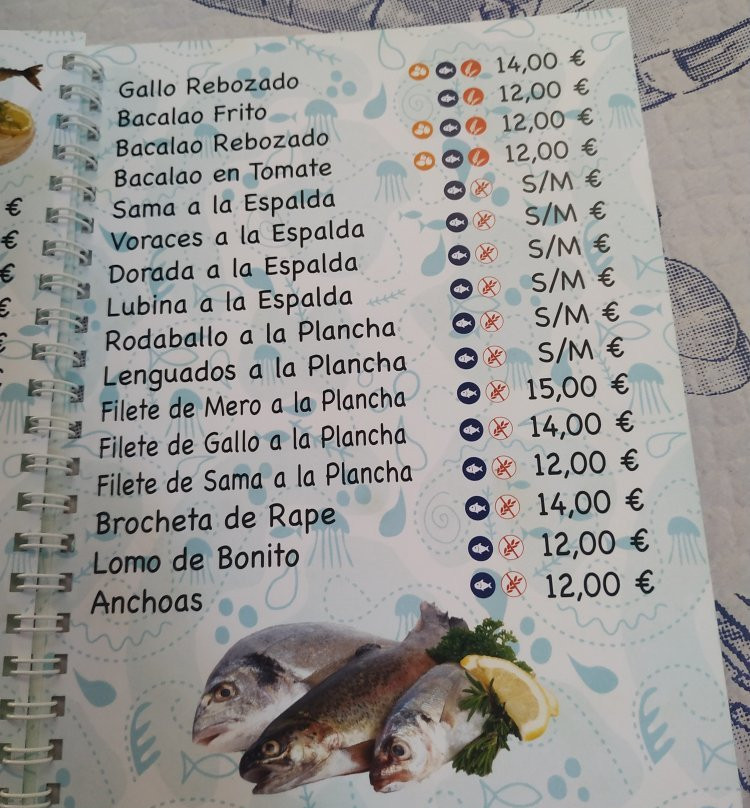 €
€
€
€
Gallo Rebozado 14,00 €
Bacalao Frito 12,00 €
Bacalao Rebozado 12,00 €
Bacalao en Tomate 12,00 €
Sama a la Espalda S/M €
Voraces a la Espalda S/M €
Dorada a la Espalda S/M €
Lubina a la Espalda S/M €
Rodaballo a la Plancha S/M €
Lenguados a la Plancha S/M €
Filete de Mero a la Plancha 15,00 €
Filete de Gallo a la Plancha 14,00 €
Filete de Sama a la Plancha 12,00 €
Brocheta de Rape 14,00 €
Lomo de Bonito 12,00 €
Anchoas 12,00 €